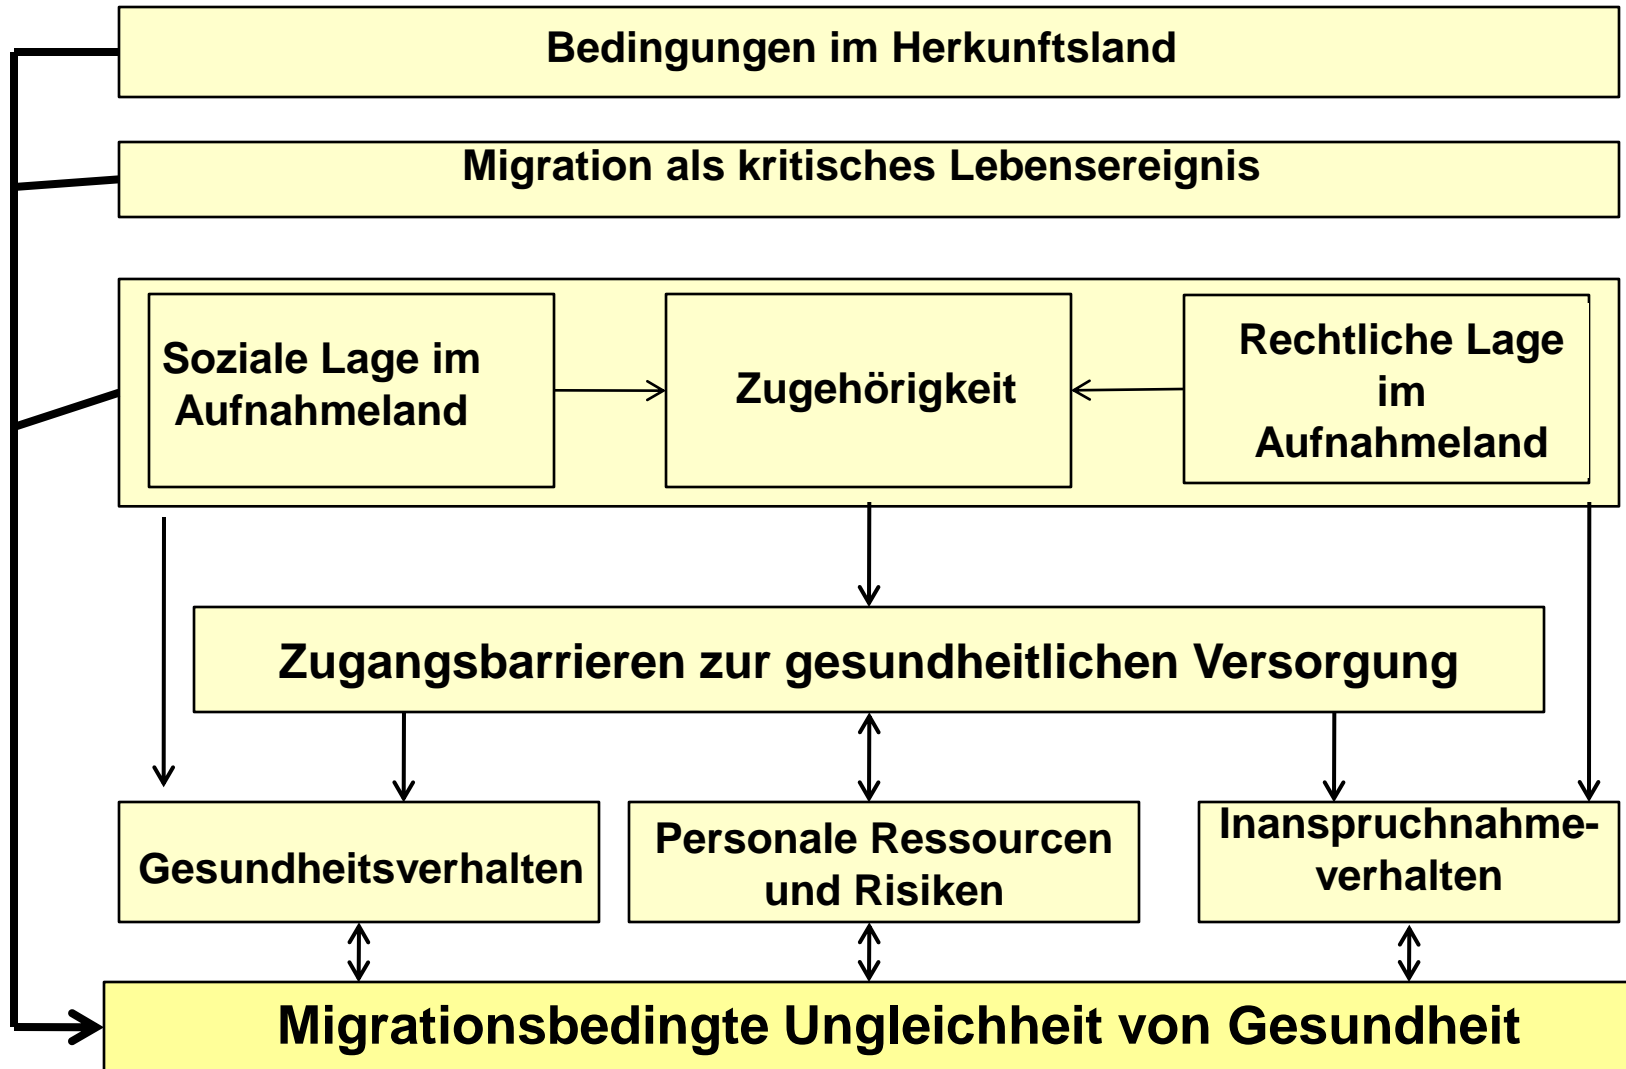 Bedingungen im Herkunftsland
Migration als kritisches Lebensereignis
Soziale Lage im
Aufnahmeland
Zugehörigkeit
Rechtliche Lage
im
Aufnahmeland
Zugangsbarrieren zur gesundheitlichen Versorgung
Gesundheitsverhalten
Personale Ressourcen
und Risiken
Inanspruchnahme-
verhalten
Migrationsbedingte Ungleichheit von Gesundheit